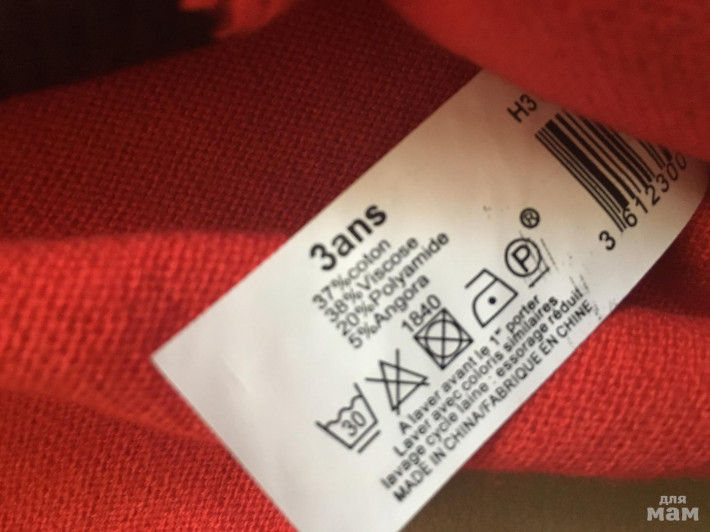 H3
3 612300
3ans
37%coton
38%Viscose
20%Polyamide
5%Angora
1840
30
P
®
A laver avant le 1er porter
Laver avec coloris similaires
lavage cycle laine : essorage réduit
MADE IN CHINA/FABRIQUE EN CHINE
для
мам